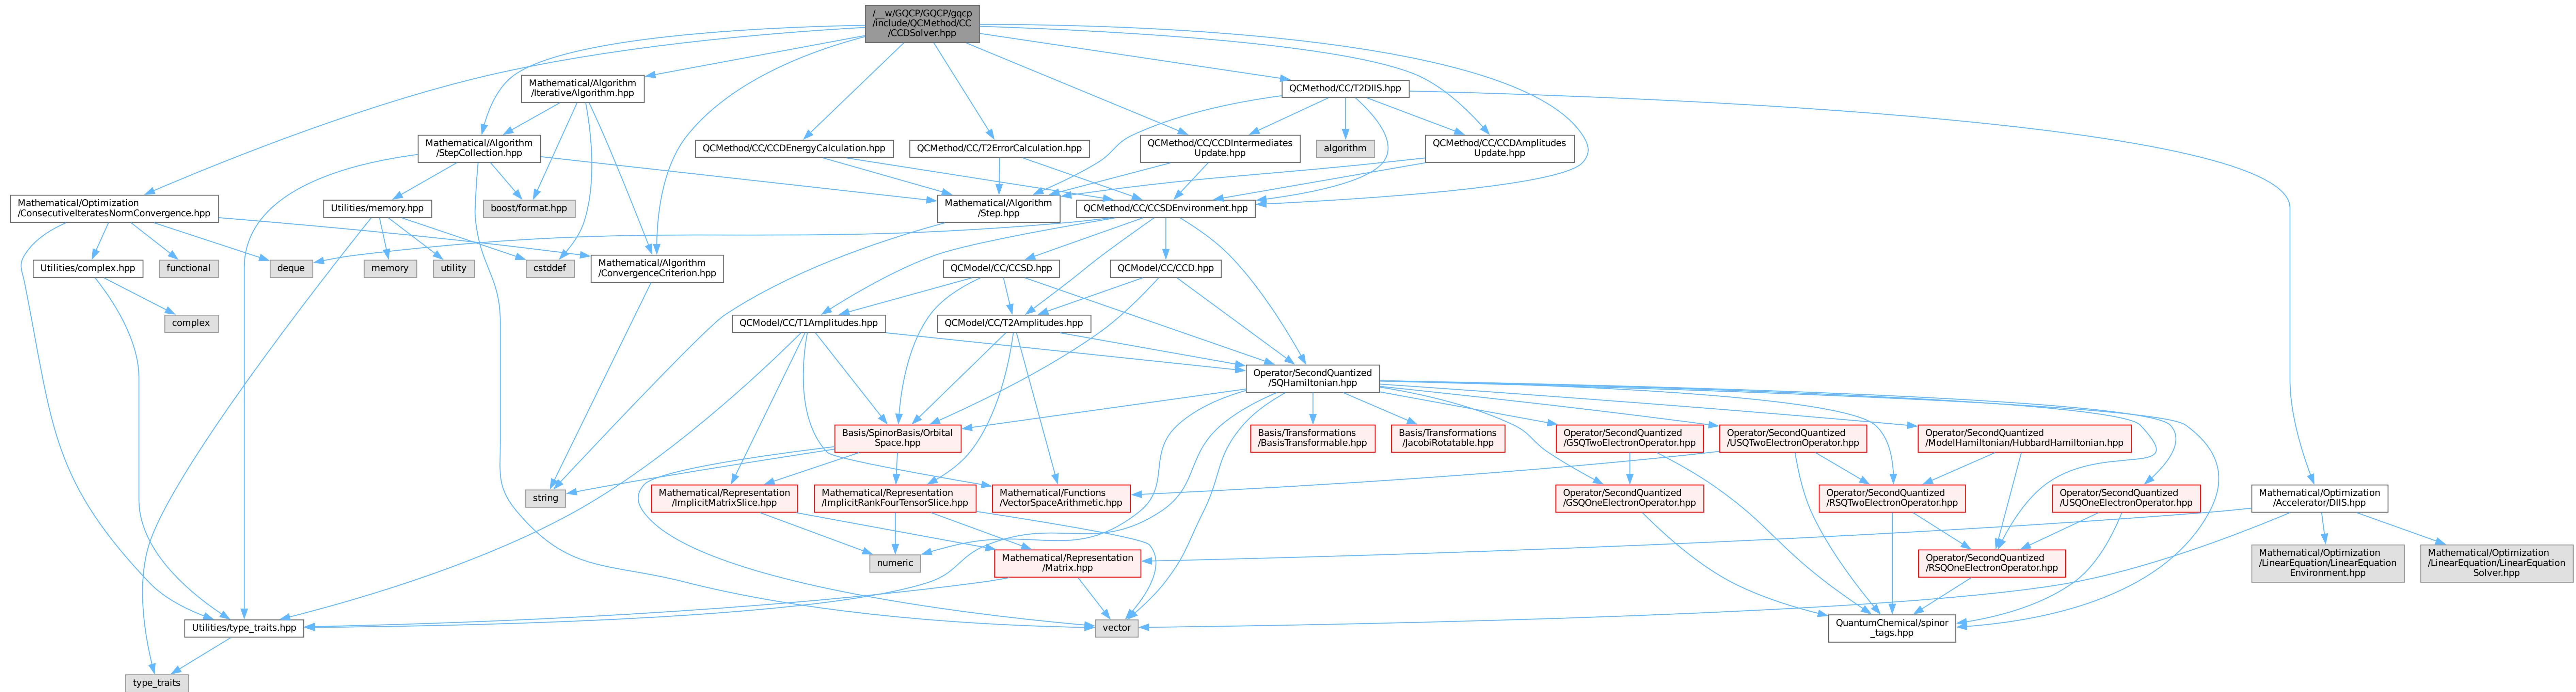 /__w/GQCP/GQCP/gqcp
/include/QCMethod/CC
/CCDSolver.hpp
Mathematical/Algorithm
/IterativeAlgorithm.hpp
QCMethod/CC/T2DIIS.hpp
Mathematical/Algorithm
/StepCollection.hpp
QCMethod/CC/CCDEnergyCalculation.hpp
QCMethod/CC/T2ErrorCalculation.hpp
QCMethod/CC/CCDIntermediates
Update.hpp
algorithm
QCMethod/CC/CCDAmplitudes
Update.hpp
Mathematical/Optimization
/ConsecutiveIteratesNormConvergence.hpp
Utilities/memory.hpp
boost/format.hpp
Mathematical/Algorithm
/Step.hpp
QCMethod/CC/CCSDEnvironment.hpp
Utilities/complex.hpp
functional
deque
memory
utility
cstddef
Mathematical/Algorithm
/ConvergenceCriterion.hpp
QCModel/CC/CCSD.hpp
QCModel/CC/CCD.hpp
complex
QCModel/CC/T1Amplitudes.hpp
QCModel/CC/T2Amplitudes.hpp
Operator/SecondQuantized
/SQHamiltonian.hpp
Basis/SpinorBasis/Orbital
Space.hpp
Basis/Transformations
/BasisTransformable.hpp
Basis/Transformations
/JacobiRotatable.hpp
Operator/SecondQuantized
/GSQTwoElectronOperator.hpp
Operator/SecondQuantized
/USQTwoElectronOperator.hpp
Operator/SecondQuantized
/ModelHamiltonian/HubbardHamiltonian.hpp
string
Mathematical/Representation
/ImplicitMatrixSlice.hpp
Mathematical/Representation
/ImplicitRankFourTensorSlice.hpp
Mathematical/Functions
/VectorSpaceArithmetic.hpp
Operator/SecondQuantized
/GSQOneElectronOperator.hpp
Operator/SecondQuantized
/RSQTwoElectronOperator.hpp
Operator/SecondQuantized
/USQOneElectronOperator.hpp
Mathematical/Optimization
/Accelerator/DIIS.hpp
numeric
Mathematical/Representation
/Matrix.hpp
Operator/SecondQuantized
/RSQOneElectronOperator.hpp
Mathematical/Optimization
/LinearEquation/LinearEquation
Environment.hpp
Mathematical/Optimization
/LinearEquation/LinearEquation
Solver.hpp
Utilities/type_traits.hpp
vector
QuantumChemical/spinor
_tags.hpp
type_traits